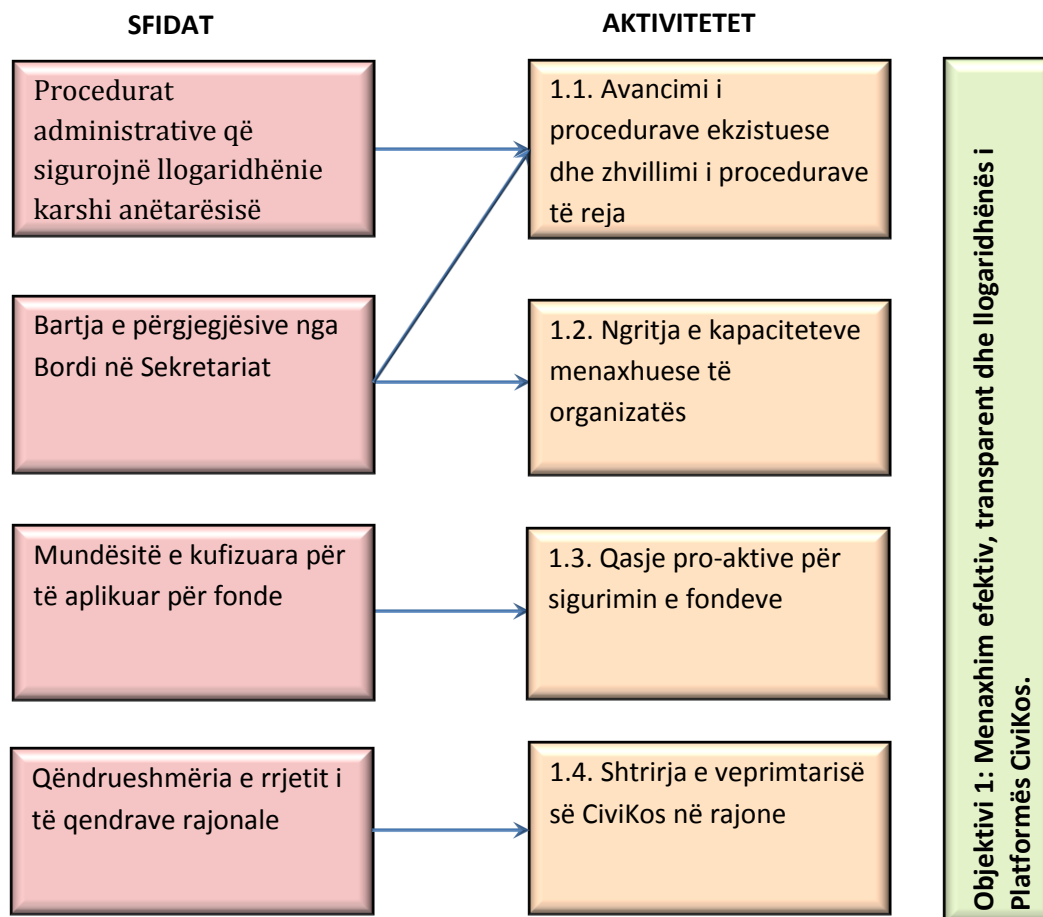 SFIDAT
AKTIVITETET
Procedurat
administrative që
sigurojnë llogaridhënie
karshi anëtarësisë
1.1. Avancimi i
procedurave ekzistuese
dhe zhvillimi i procedurave
të reja
Bartja e përgjegjësive nga
Bordi në Sekretariat
1.2. Ngritja e kapaciteteve
menaxhuese të
organizatës
Mundësitë e kufizuara për
të aplikuar për fonde
1.3. Qasje pro-aktive për
sigurimin e fondeve
Qëndrueshmëria e rrjetit i
të qendrave rajonale
1.4. Shtrirja e veprimtarisë
së CiviKos në rajone
Objektivi 1: Menaxhim efektiv, transparent dhe llogaridhënës i
Platformës CiviKos.